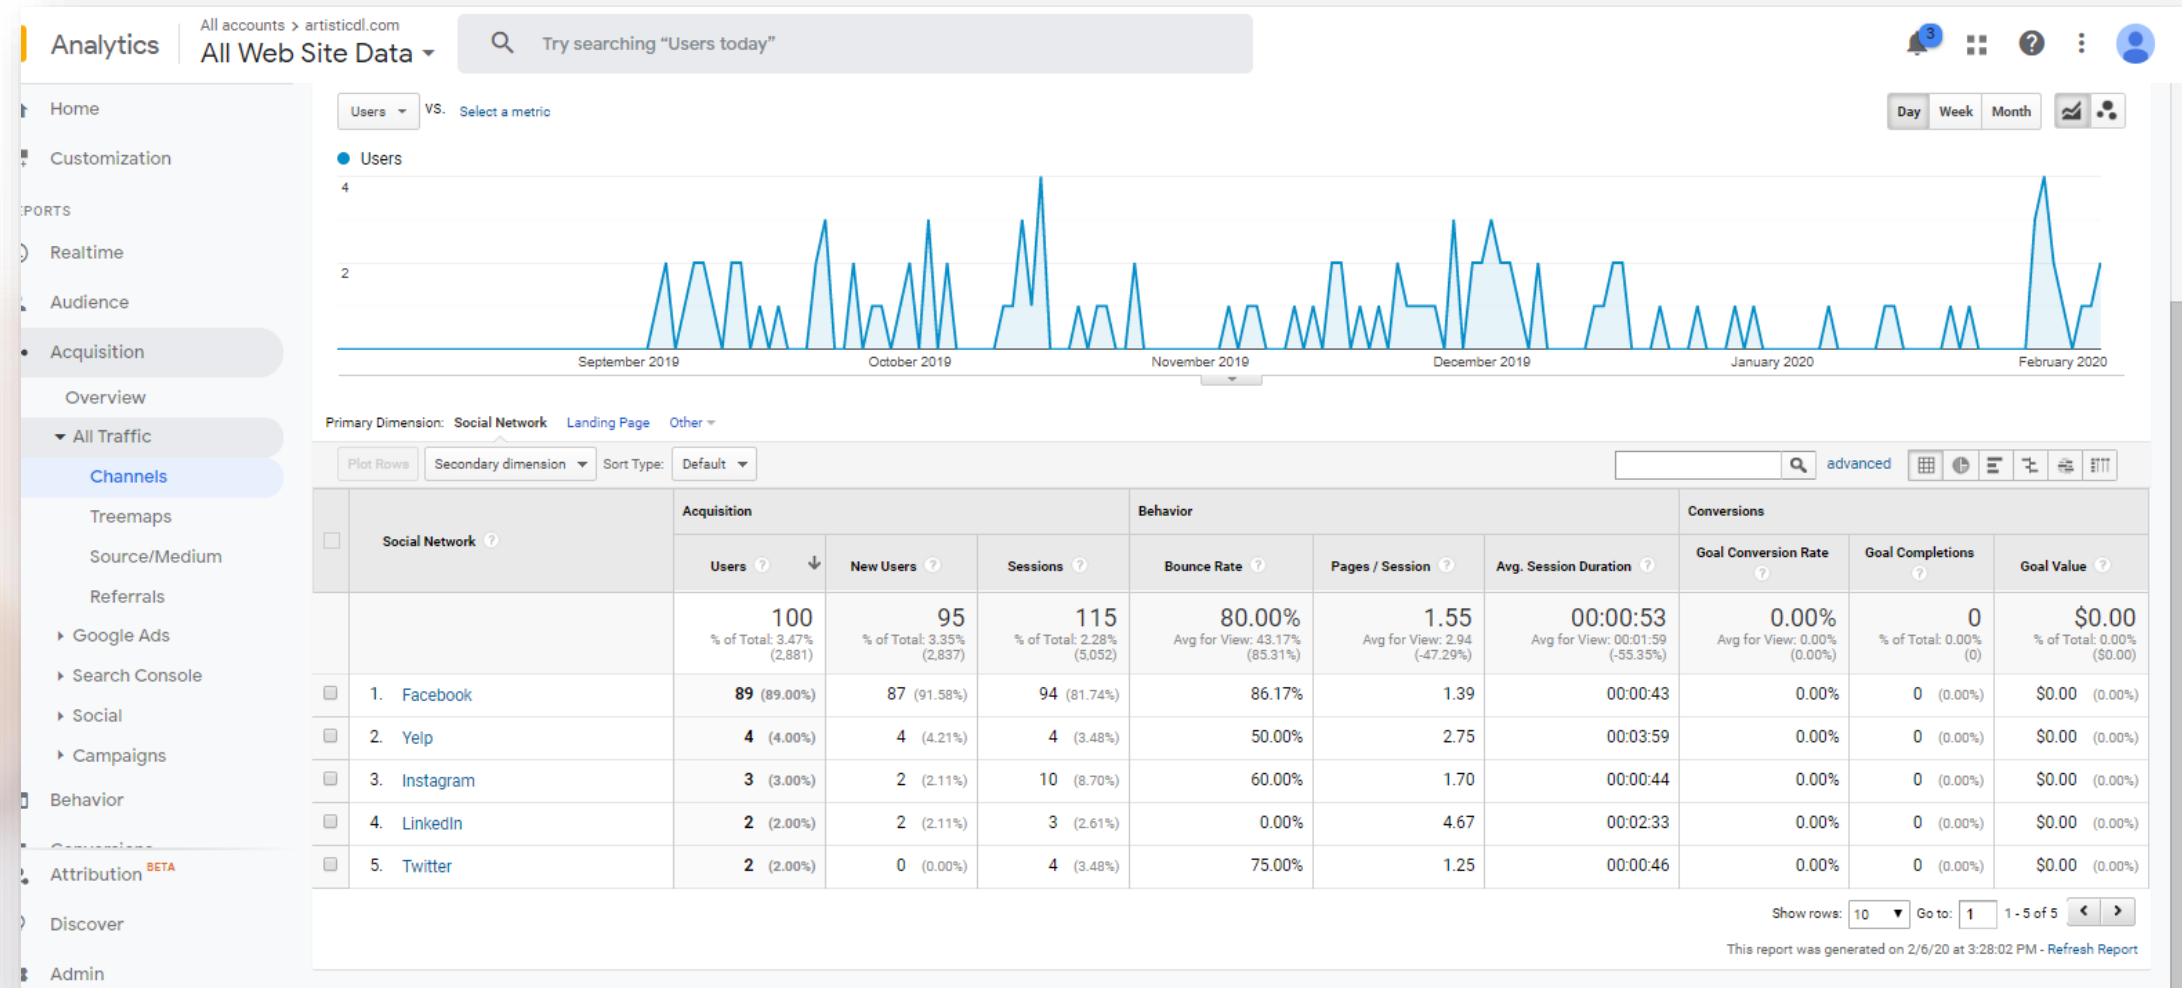 All accounts > artisticdl.com
Analytics
All Web Site Data
Try searching “Users today”
3
Home
Customization
PORTS
Realtime
Audience
Acquisition
Overview
All Traffic
Channels
Treemaps
Source/Medium
Referrals
Google Ads
Search Console
Social
Campaigns
Behavior
Attribution BETA
Discover
Admin
Users VS. Select a metric
Day Week Month
Users
4
2
September 2019 October 2019 November 2019 December 2019 January 2020 February 2020
Primary Dimension: Social Network Landing Page Other
Plot Rows Secondary dimension Sort Type: Default advanced
Social Network Acquisition Behavior Conversions
Users New Users Sessions Bounce Rate Pages / Session Avg. Session Duration Goal Conversion Rate Goal Completions Goal Value
100 95 115 80.00% 1.55 00:00:53 0.00% 0 $0.00
% of Total: 3.47% % of Total: 3.35% % of Total: 2.28% Avg for View: 43.17% Avg for View: 2.94 Avg for View: 00:01:59 Avg for View: 0.00% % of Total: 0.00% % of Total: 0.00%
(2,881) (2,837) (5,052) (85.31%) (-47.29%) (-55.35%) (0.00%) (0) ($0.00)
1. Facebook 89 (89.00%) 87 (91.58%) 94 (81.74%) 86.17% 1.39 00:00:43 0.00% 0 (0.00%) $0.00 (0.00%)
2. Yelp 4 (4.00%) 4 (4.21%) 4 (3.48%) 50.00% 2.75 00:03:59 0.00% 0 (0.00%) $0.00 (0.00%)
3. Instagram 3 (3.00%) 2 (2.11%) 10 (8.70%) 60.00% 1.70 00:00:44 0.00% 0 (0.00%) $0.00 (0.00%)
4. LinkedIn 2 (2.00%) 2 (2.11%) 3 (2.61%) 0.00% 4.67 00:02:33 0.00% 0 (0.00%) $0.00 (0.00%)
5. Twitter 2 (2.00%) 0 (0.00%) 4 (3.48%) 75.00% 1.25 00:00:46 0.00% 0 (0.00%) $0.00 (0.00%)
Show rows: 10 Go to: 1 1 - 5 of 5
This report was generated on 2/6/20 at 3:28:02 PM - Refresh Report